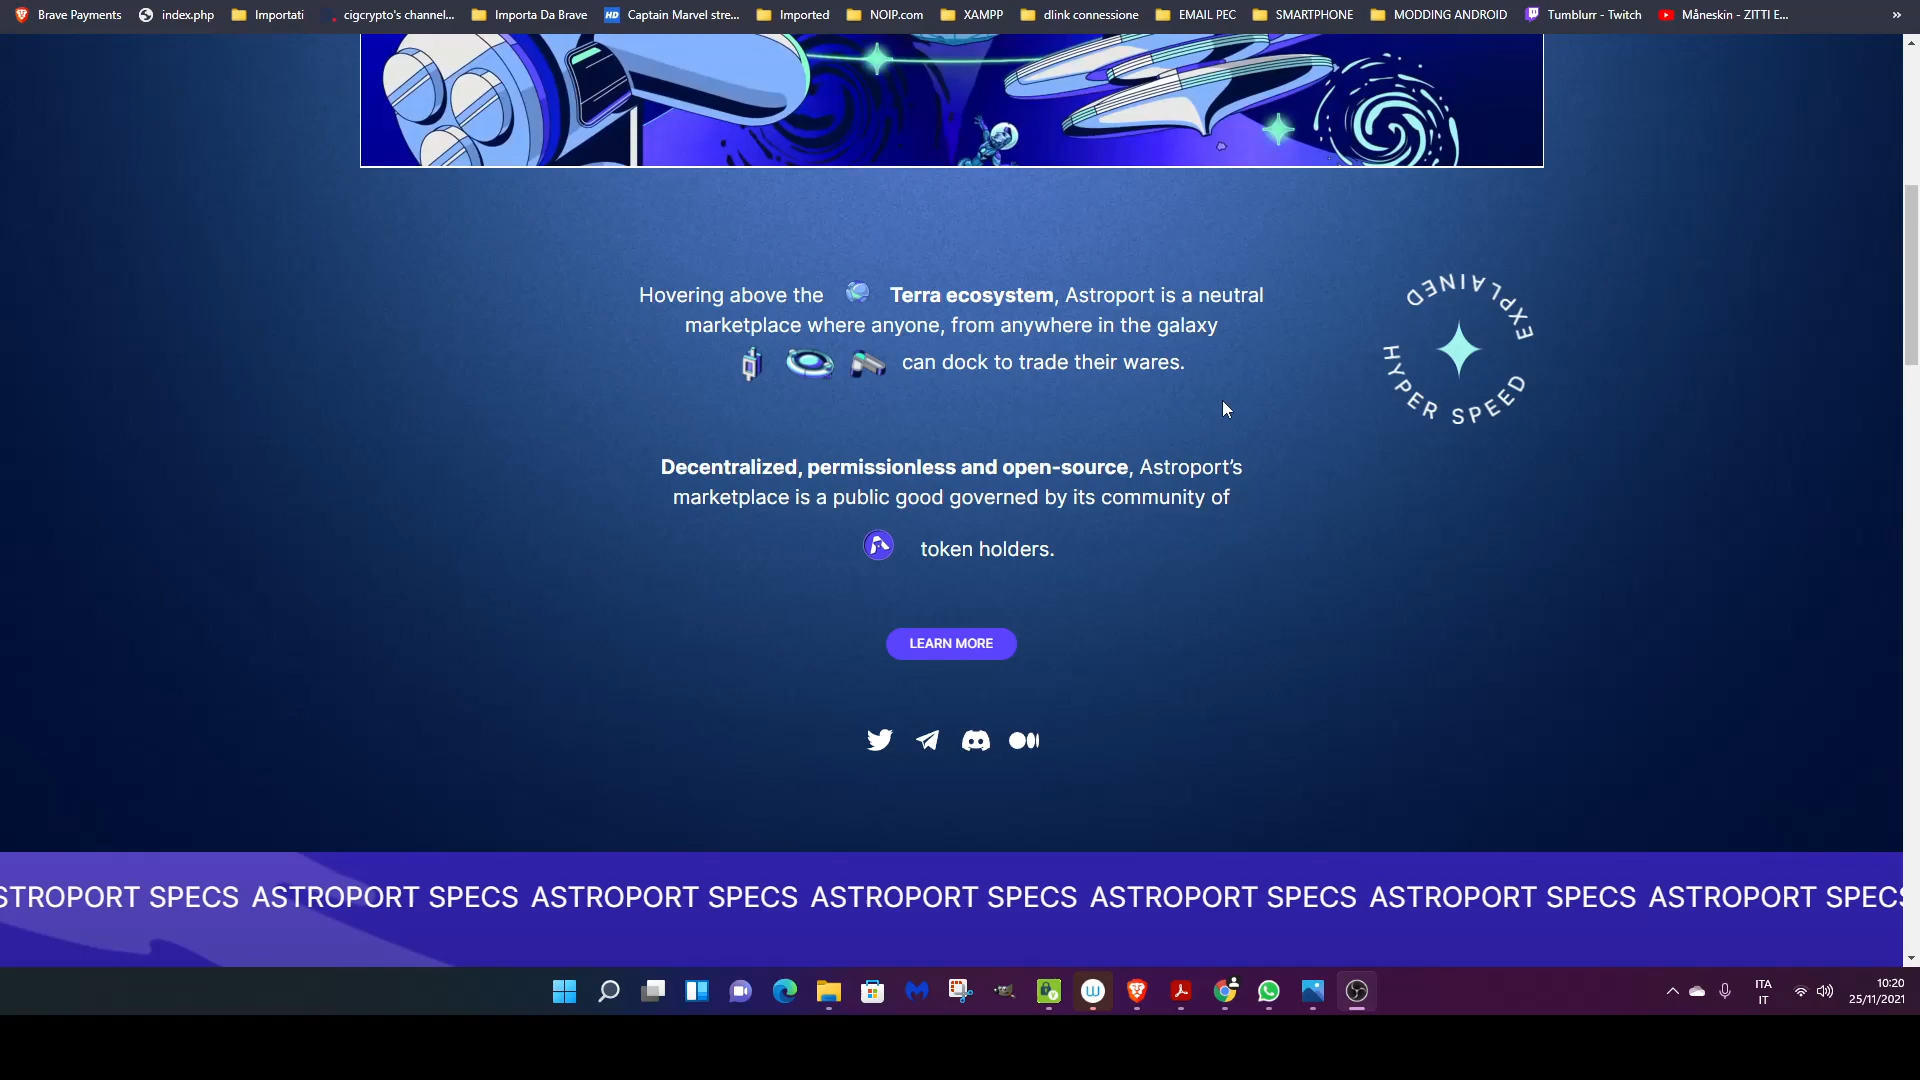 Brave Payments index.php Importati cigcrypto's channel... Importa Da Brave HD Captain Marvel stre... Imported NOIP.com XAMPP dlink connessione EMAIL PEC SMARTPHONE MODDING ANDROID Tumblurr - Twitch Måneskin - ZITTI E... »
Hovering above the Terra ecosystem, Astroport is a neutral
marketplace where anyone, from anywhere in the galaxy
can dock to trade their wares.
HYPER SPEED EXPLAINED
Decentralized, permissionless and open-source, Astroport’s
marketplace is a public good governed by its community of
token holders.
LEARN MORE
STROPORT SPECS ASTROPORT SPECS ASTROPORT SPECS ASTROPORT SPECS ASTROPORT SPECS ASTROPORT SPECS ASTROPORT SPECS
ITA 10:20
IT 25/11/2021